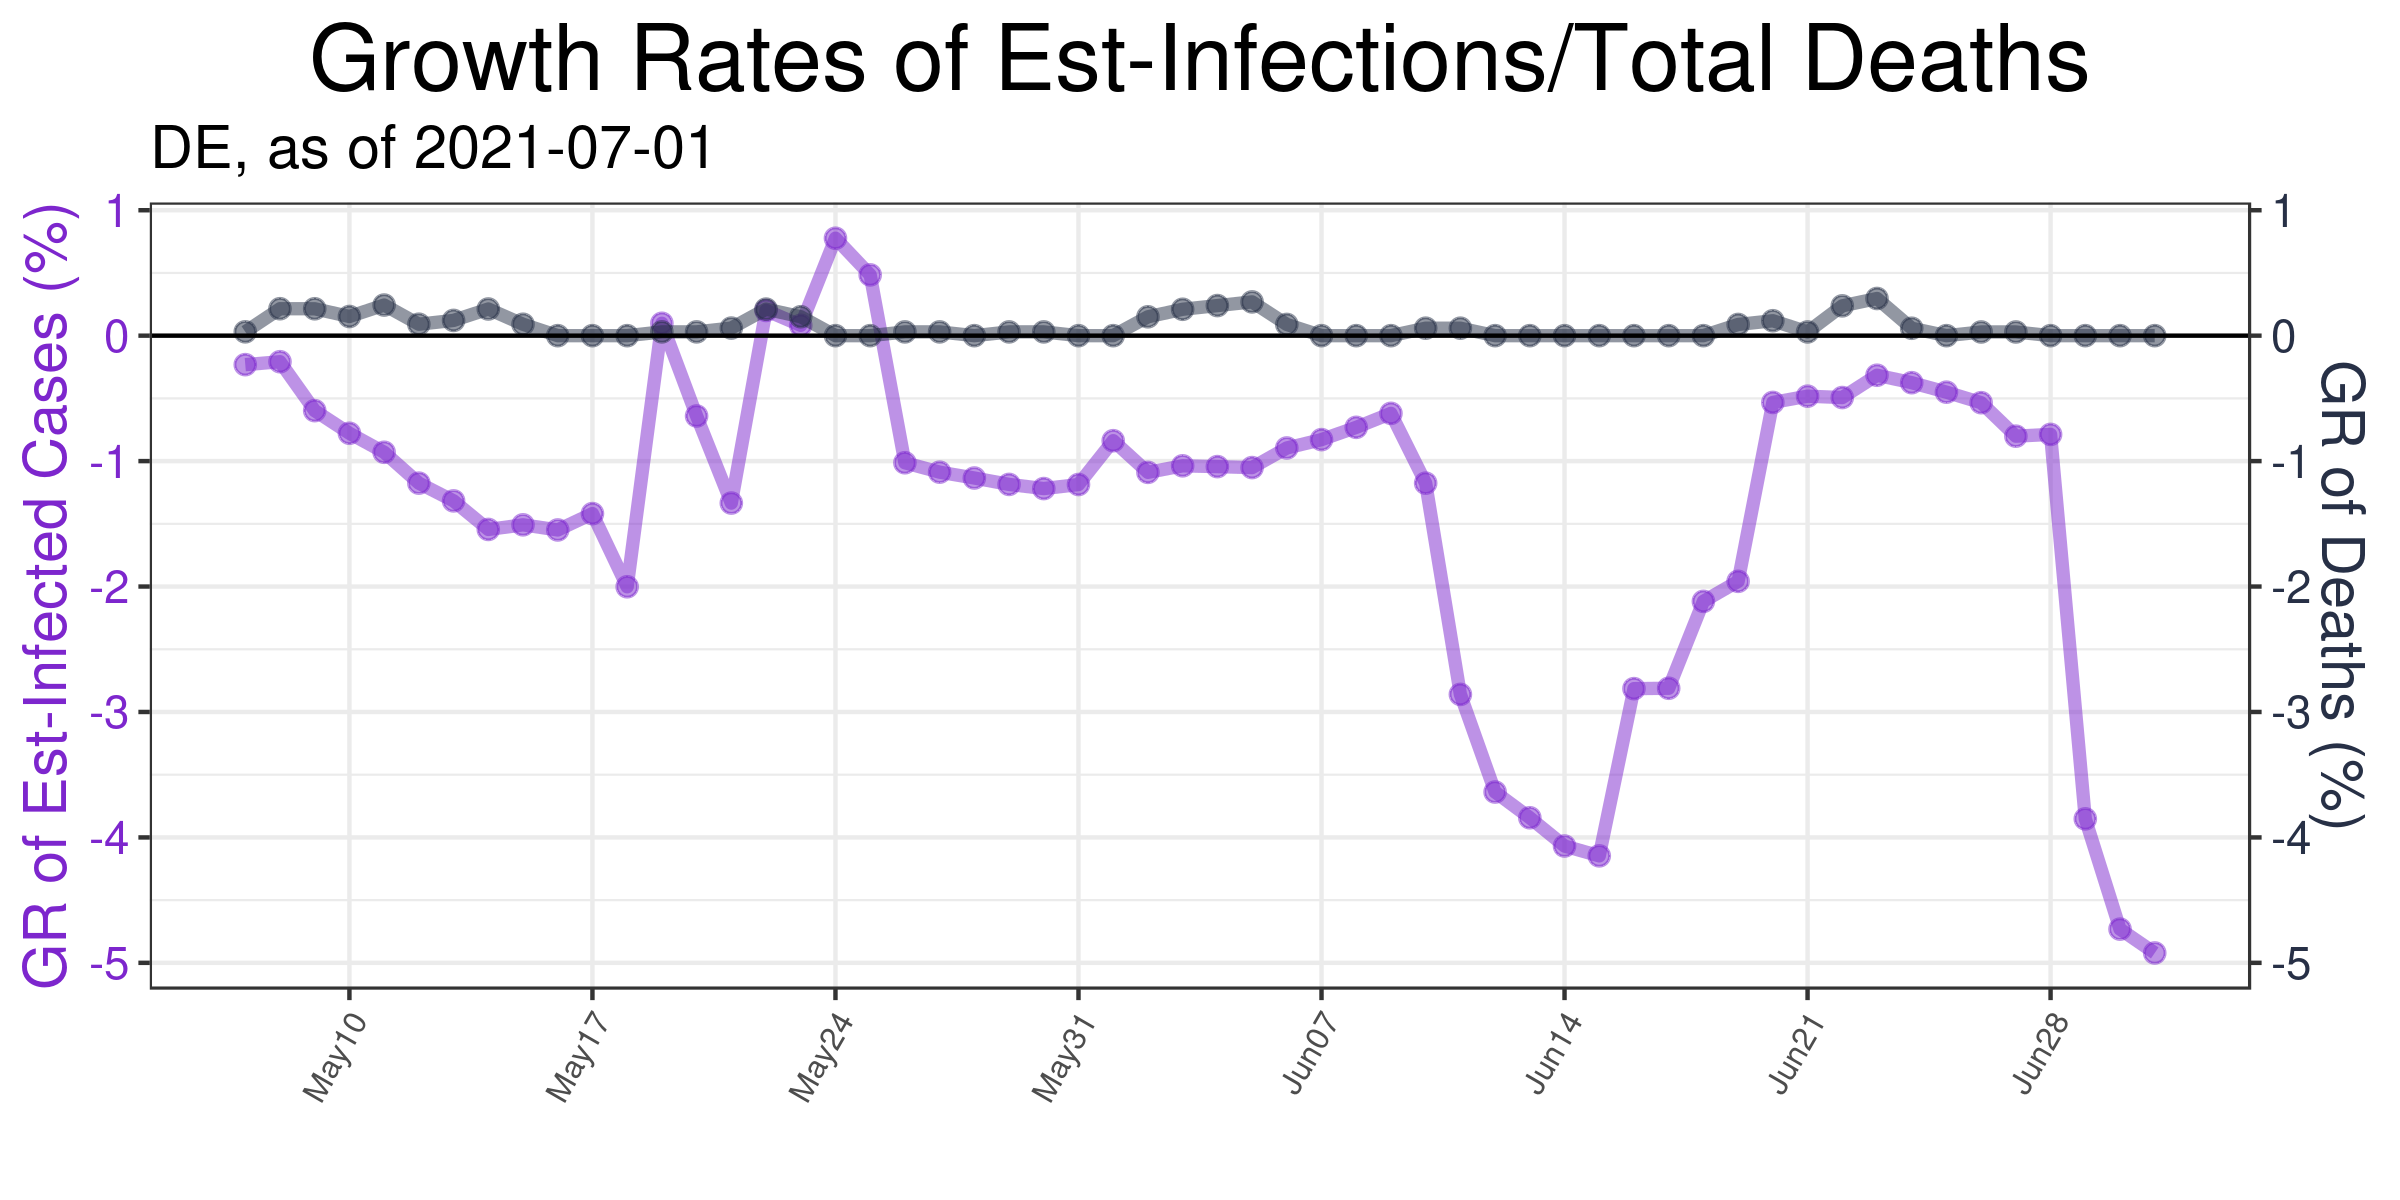 Growth Rates of Est-Infections/Total Deaths
DE, as of 2021-07-01
GR of Est-Infected Cases (%)
1
0
-1
-2
-3
-4
-5
1
0
-1
-2
-3
-4
-5
GR of Deaths (%)
May10
May17
May24
May31
Jun07
Jun14
Jun21
Jun28